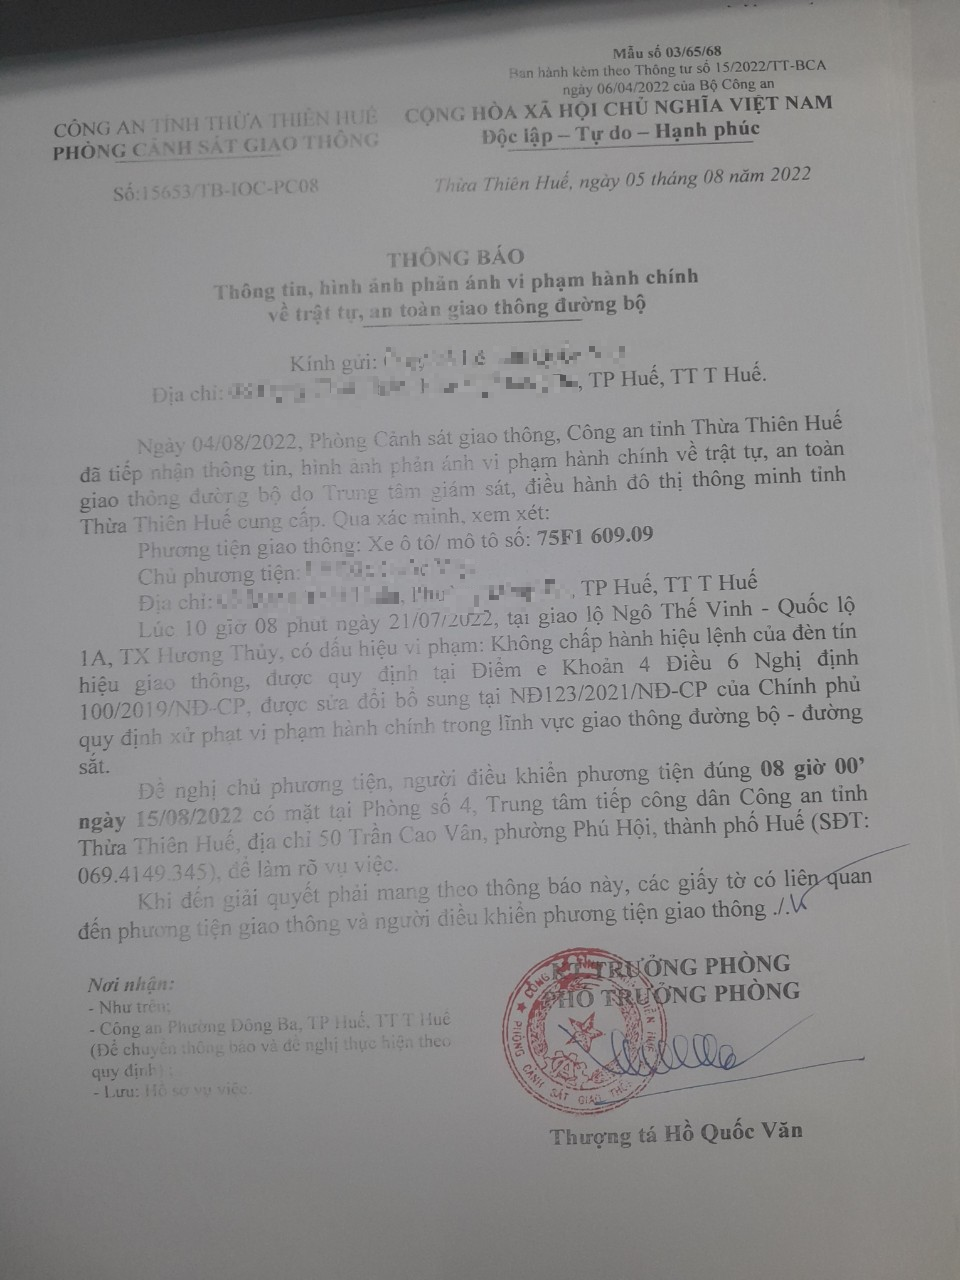 Mẫu số 03/65/68
Ban hành kèm theo Thông tư số 15/2022/TT-BCA
ngày 06/04/2022 của Bộ Công an
CÔNG AN TỈNH THỪA THIÊN HUẾ
PHÒNG CẢNH SÁT GIAO THÔNG
CỘNG HÒA XÃ HỘI CHỦ NGHĨA VIỆT NAM
Độc lập – Tự do – Hạnh phúc
Số:15653/TB-IOC-PC08
Thừa Thiên Huế, ngày 05 tháng 08 năm 2022
THÔNG BÁO
Thông tin, hình ảnh phản ánh vi phạm hành chính
về trật tự, an toàn giao thông đường bộ
Kính gửi:
Địa chỉ: , TP Huế, TT T Huế.
Ngày 04/08/2022, Phòng Cảnh sát giao thông, Công an tỉnh Thừa Thiên Huế
đã tiếp nhận thông tin, hình ảnh phản ánh vi phạm hành chính về trật tự, an toàn
giao thông đường bộ do Trung tâm giám sát, điều hành đô thị thông minh tỉnh
Thừa Thiên Huế cung cấp. Qua xác minh, xem xét:
Phương tiện giao thông: Xe ô tô/ mô tô số: 75F1 609.09
Chủ phương tiện:
Địa chỉ: , TP Huế, TT T Huế
Lúc 10 giờ 08 phút ngày 21/07/2022, tại giao lộ Ngô Thế Vinh - Quốc lộ
1A, TX Hương Thủy, có dấu hiệu vi phạm: Không chấp hành hiệu lệnh của đèn tín
hiệu giao thông, được quy định tại Điểm e Khoản 4 Điều 6 Nghị định
100/2019/NĐ-CP, được sửa đổi bổ sung tại NĐ123/2021/NĐ-CP của Chính phủ
quy định xử phạt vi phạm hành chính trong lĩnh vực giao thông đường bộ - đường
sắt.
Đề nghị chủ phương tiện, người điều khiển phương tiện đúng 08 giờ 00’
ngày 15/08/2022 có mặt tại Phòng số 4, Trung tâm tiếp công dân Công an tỉnh
Thừa Thiên Huế, địa chỉ 50 Trần Cao Vân, phường Phú Hội, thành phố Huế (SĐT:
069.4149.345), để làm rõ vụ việc.
Khi đến giải quyết phải mang theo thông báo này, các giấy tờ có liên quan
đến phương tiện giao thông và người điều khiển phương tiện giao thông ./.
Nơi nhận:
- Như trên;
- Công an Phường Đông Ba, TP Huế, TT T Huế
(Để chuyển thông báo và đề nghị thực hiện theo
quy định);
- Lưu: Hồ sơ vụ việc.
KT TRƯỞNG PHÒNG
PHÓ TRƯỞNG PHÒNG
PHÒNG CẢNH SÁT GIAO THÔNG
Thượng tá Hồ Quốc Văn